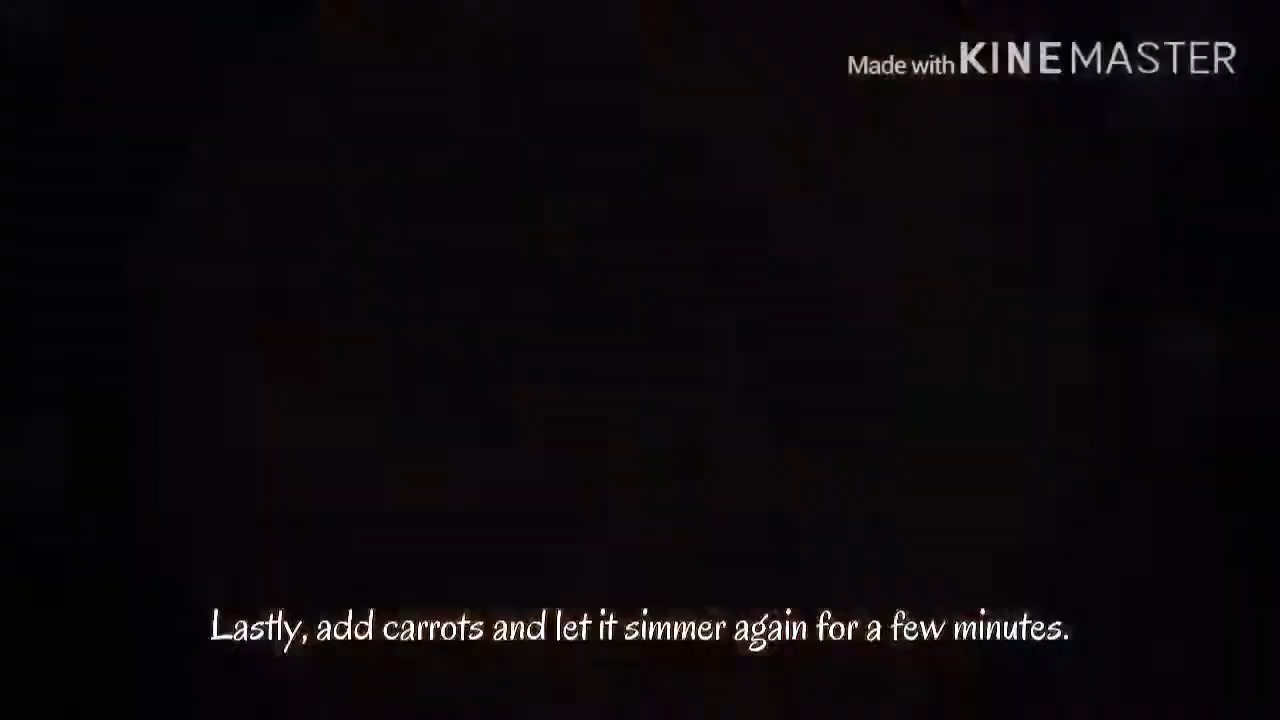 Made with KINEMASTER
Lastly, add carrots and let it simmer again for a few minutes.